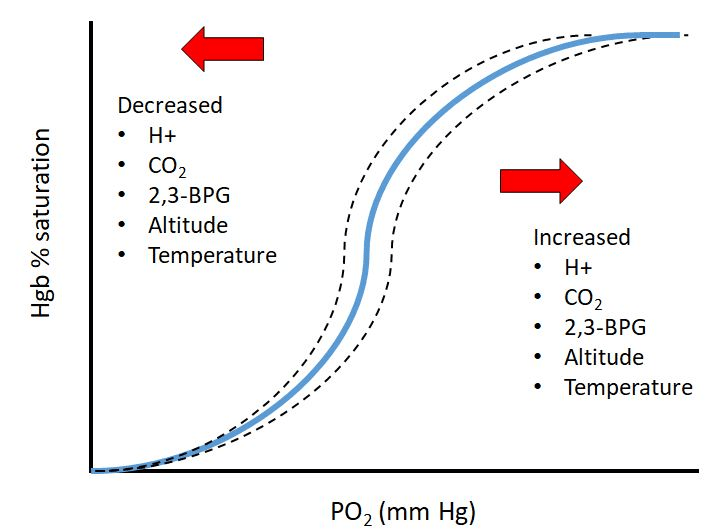 Decreased
• H+
• CO₂
• 2,3-BPG
• Altitude
• Temperature
Hgb % saturation
Increased
• H+
• CO₂
• 2,3-BPG
• Altitude
• Temperature
PO₂ (mm Hg)